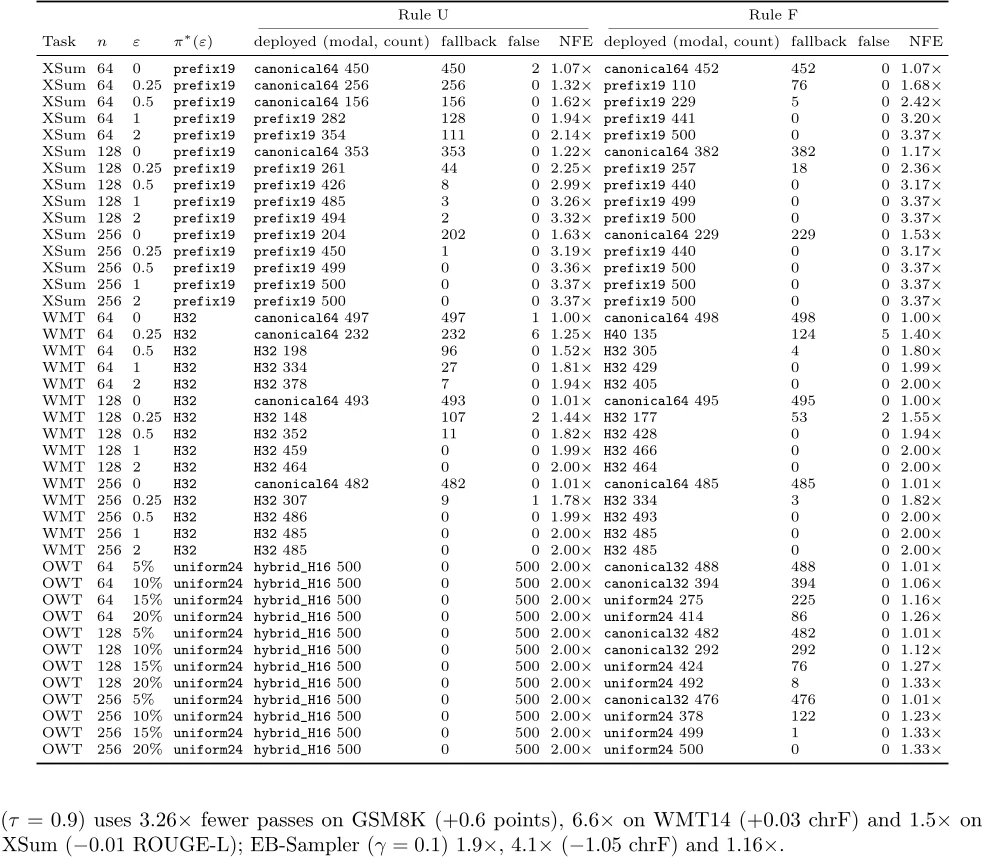 Rule U Rule F
Task n ε π*(ε) deployed (modal, count) fallback false NFE deployed (modal, count) fallback false NFE
XSum 64 0 prefix19 canonical64 450 450 2 1.07× canonical64 452 452 0 1.07×
XSum 64 0.25 prefix19 canonical64 256 256 0 1.32× prefix19 110 76 0 1.68×
XSum 64 0.5 prefix19 canonical64 156 156 0 1.62× prefix19 229 5 0 2.42×
XSum 64 1 prefix19 prefix19 282 128 0 1.94× prefix19 441 0 0 3.20×
XSum 64 2 prefix19 prefix19 354 111 0 2.14× prefix19 500 0 0 3.37×
XSum 128 0 prefix19 canonical64 353 353 0 1.22× canonical64 382 382 0 1.17×
XSum 128 0.25 prefix19 prefix19 261 44 0 2.25× prefix19 257 18 0 2.36×
XSum 128 0.5 prefix19 prefix19 426 8 0 2.99× prefix19 440 0 0 3.17×
XSum 128 1 prefix19 prefix19 485 3 0 3.26× prefix19 499 0 0 3.37×
XSum 128 2 prefix19 prefix19 494 2 0 3.32× prefix19 500 0 0 3.37×
XSum 256 0 prefix19 prefix19 204 202 0 1.63× canonical64 229 229 0 1.53×
XSum 256 0.25 prefix19 prefix19 450 1 0 3.19× prefix19 440 0 0 3.17×
XSum 256 0.5 prefix19 prefix19 499 0 0 3.36× prefix19 500 0 0 3.37×
XSum 256 1 prefix19 prefix19 500 0 0 3.37× prefix19 500 0 0 3.37×
XSum 256 2 prefix19 prefix19 500 0 0 3.37× prefix19 500 0 0 3.37×
WMT 64 0 H32 canonical64 497 497 1 1.00× canonical64 498 498 0 1.00×
WMT 64 0.25 H32 canonical64 232 232 6 1.25× H40 135 124 5 1.40×
WMT 64 0.5 H32 H32 198 96 0 1.52× H32 305 4 0 1.80×
WMT 64 1 H32 H32 334 27 0 1.81× H32 429 0 0 1.99×
WMT 64 2 H32 H32 378 7 0 1.94× H32 405 0 0 2.00×
WMT 128 0 H32 canonical64 493 493 0 1.01× canonical64 495 495 0 1.00×
WMT 128 0.25 H32 H32 148 107 2 1.44× H32 177 53 2 1.55×
WMT 128 0.5 H32 H32 352 11 0 1.82× H32 428 0 0 1.94×
WMT 128 1 H32 H32 459 0 0 1.99× H32 466 0 0 2.00×
WMT 128 2 H32 H32 464 0 0 2.00× H32 464 0 0 2.00×
WMT 256 0 H32 canonical64 482 482 0 1.01× canonical64 485 485 0 1.01×
WMT 256 0.25 H32 H32 307 9 1 1.78× H32 334 3 0 1.82×
WMT 256 0.5 H32 H32 486 0 0 1.99× H32 493 0 0 2.00×
WMT 256 1 H32 H32 485 0 0 2.00× H32 485 0 0 2.00×
WMT 256 2 H32 H32 485 0 0 2.00× H32 485 0 0 2.00×
OWT 64 5% uniform24 hybrid_H16 500 0 500 2.00× canonical32 488 488 0 1.01×
OWT 64 10% uniform24 hybrid_H16 500 0 500 2.00× canonical32 394 394 0 1.06×
OWT 64 15% uniform24 hybrid_H16 500 0 500 2.00× uniform24 275 225 0 1.16×
OWT 64 20% uniform24 hybrid_H16 500 0 500 2.00× uniform24 414 86 0 1.26×
OWT 128 5% uniform24 hybrid_H16 500 0 500 2.00× canonical32 482 482 0 1.01×
OWT 128 10% uniform24 hybrid_H16 500 0 500 2.00× canonical32 292 292 0 1.12×
OWT 128 15% uniform24 hybrid_H16 500 0 500 2.00× uniform24 424 76 0 1.27×
OWT 128 20% uniform24 hybrid_H16 500 0 500 2.00× uniform24 492 8 0 1.33×
OWT 256 5% uniform24 hybrid_H16 500 0 500 2.00× canonical32 476 476 0 1.01×
OWT 256 10% uniform24 hybrid_H16 500 0 500 2.00× uniform24 378 122 0 1.23×
OWT 256 15% uniform24 hybrid_H16 500 0 500 2.00× uniform24 499 1 0 1.33×
OWT 256 20% uniform24 hybrid_H16 500 0 500 2.00× uniform24 500 0 0 1.33×
(τ = 0.9) uses 3.26× fewer passes on GSM8K (+0.6 points), 6.6× on WMT14 (+0.03 chrF) and 1.5× on
XSum (−0.01 ROUGE-L); EB-Sampler (γ = 0.1) 1.9×, 4.1× (−1.05 chrF) and 1.16×.